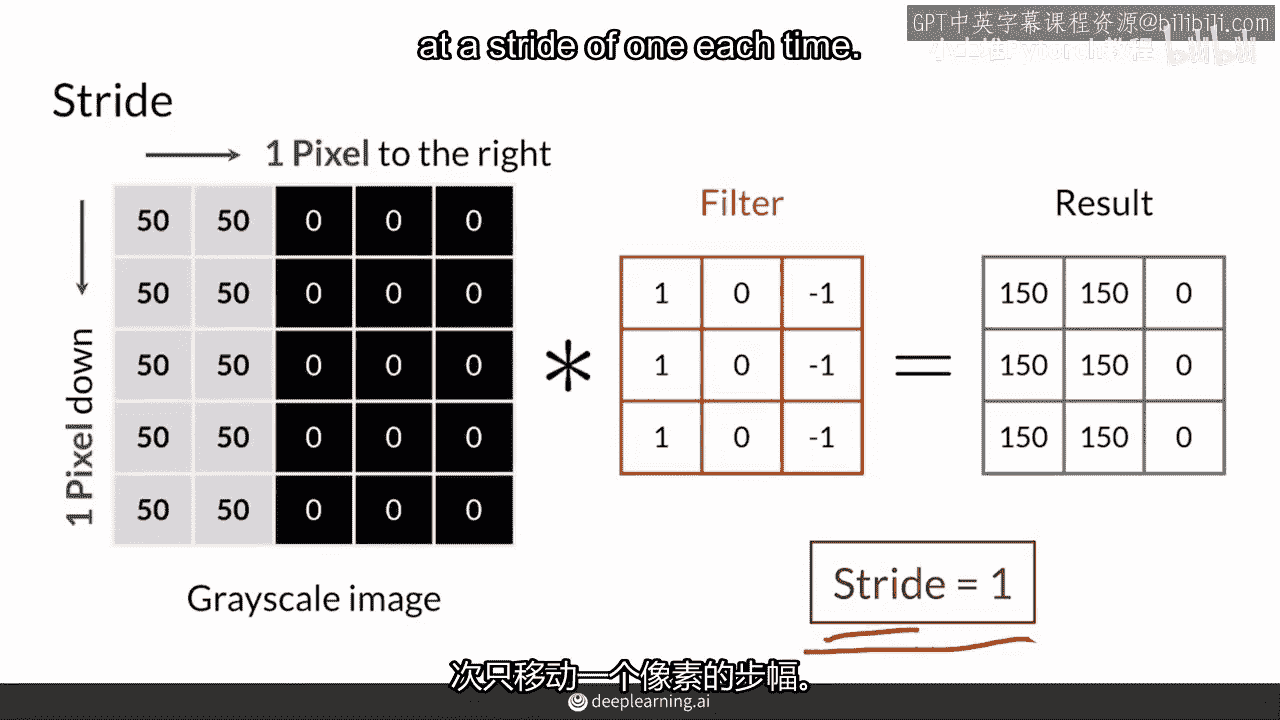 GPT中英字幕课程资源@bilibili.com
at a stride of one each time.
bilibili
Stride
1 Pixel to the right
1 Pixel down
50 50 0 0 0
50 50 0 0 0
50 50 0 0 0
50 50 0 0 0
50 50 0 0 0
Grayscale image
*
Filter
1 0 -1
1 0 -1
1 0 -1
=
Result
150 150 0
150 150 0
150 150 0
Stride = 1
次只移动一个像素的步幅。
deeplearning.ai